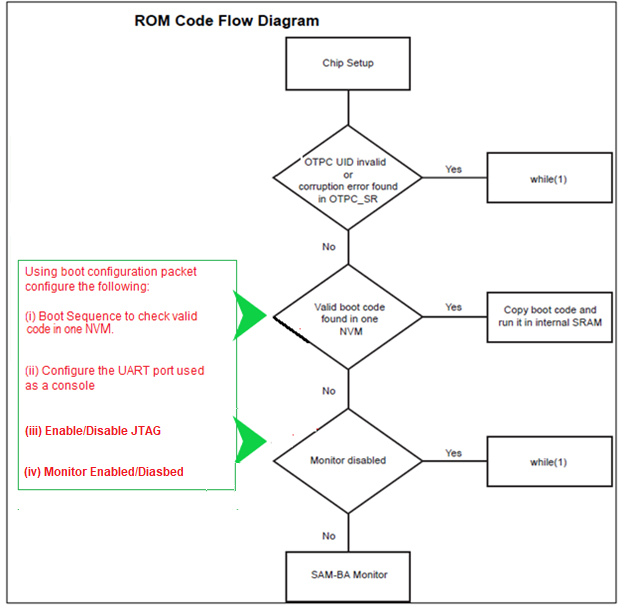 ROM Code Flow Diagram
Chip Setup
OTPC UID invalid
or
corruption error found
in OTPC_SR
Yes
while(1)
No
Using boot configuration packet
configure the following:
(i) Boot Sequence to check valid
code in one NVM.
(ii) Configure the UART port used
as a console
(iii) Enable/Disable JTAG
(iv) Monitor Enabled/Diasbed
Valid boot code
found in one
NVM
Yes
Copy boot code and
run it in internal SRAM
No
Monitor disabled
Yes
while(1)
No
SAM-BA Monitor